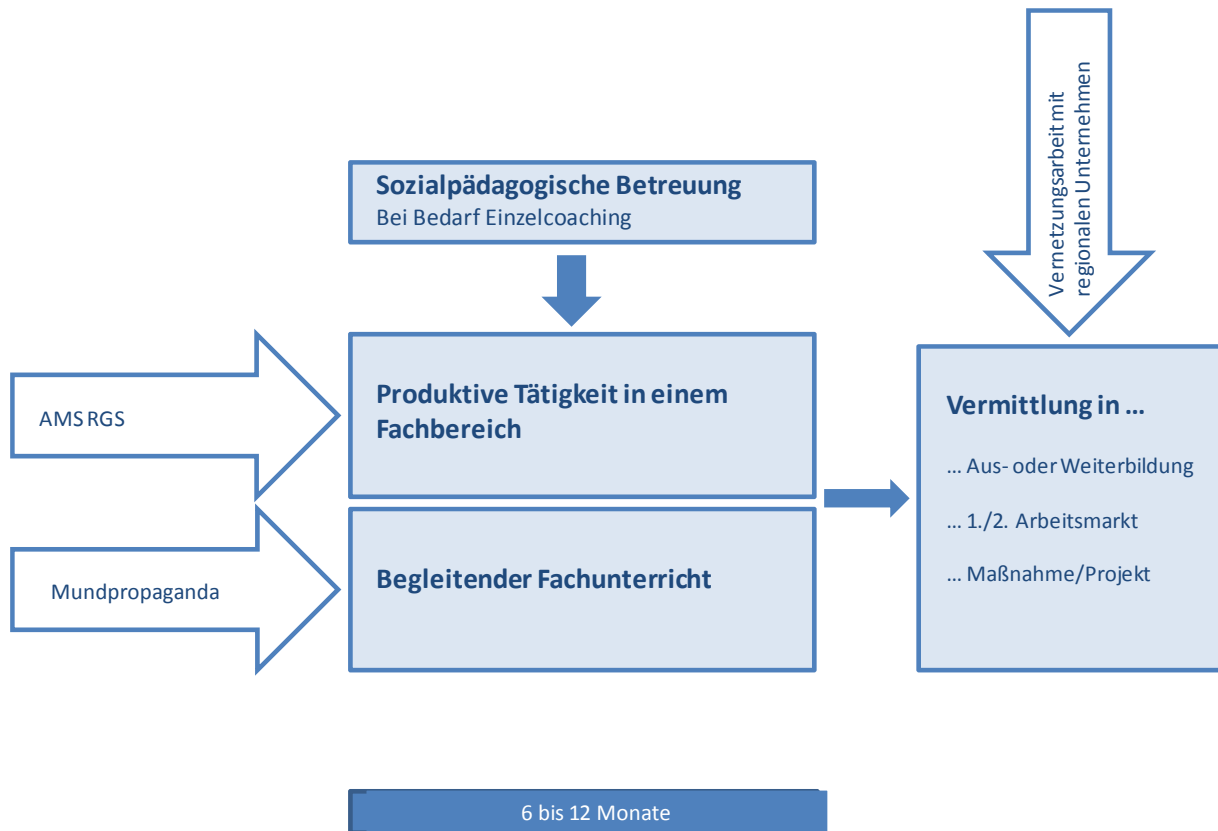 Vernetzungsarbeit mit
regionalen Unternehmen
Sozialpädagogische Betreuung
Bei Bedarf Einzelcoaching
AMS RGS
Produktive Tätigkeit in einem
Fachbereich
Mundpropaganda
Begleitender Fachunterricht
Vermittlung in ...
... Aus- oder Weiterbildung
... 1./2. Arbeitsmarkt
... Maßnahme/Projekt
6 bis 12 Monate